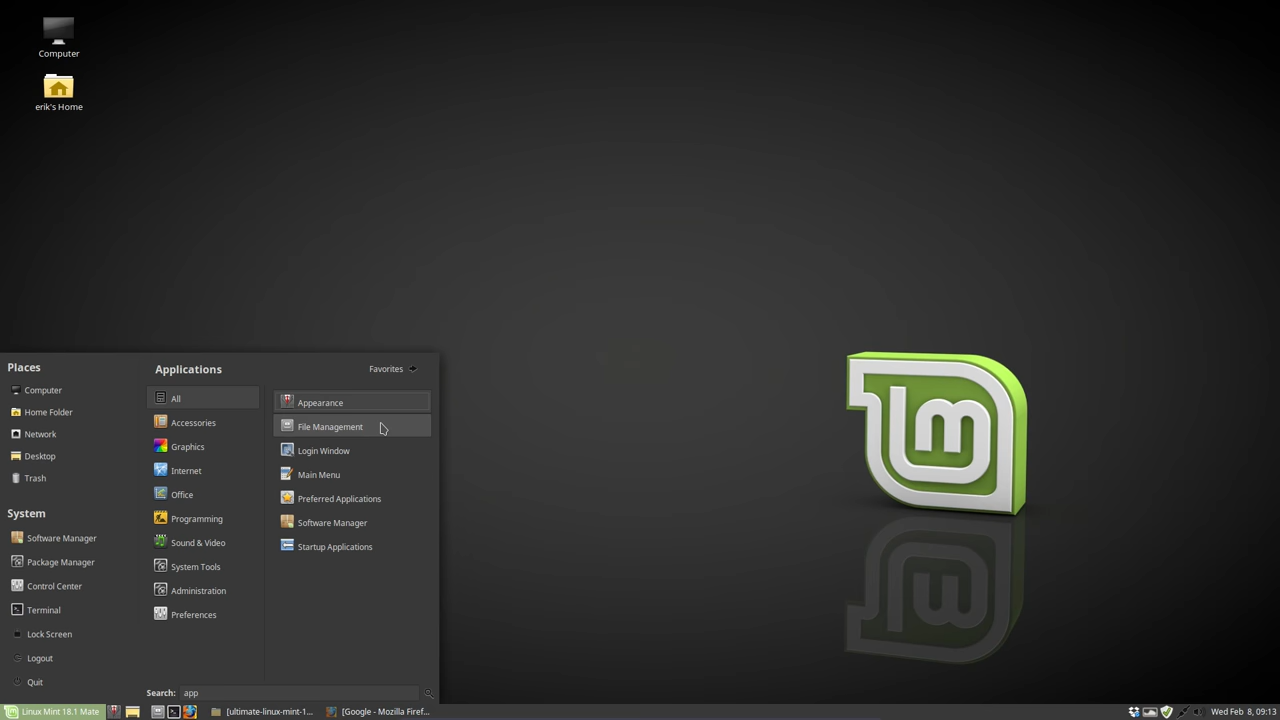 Computer
erik's Home
Places
Computer
Home Folder
Network
Desktop
Trash
System
Software Manager
Package Manager
Control Center
Terminal
Lock Screen
Logout
Quit
Applications
Favorites
All
Accessories
Graphics
Internet
Office
Programming
Sound & Video
System Tools
Administration
Preferences
Appearance
File Management
Login Window
Main Menu
Preferred Applications
Software Manager
Startup Applications
Search: app
Linux Mint 18.1 Mate
[ultimate-linux-mint-1...
[Google - Mozilla Firef...
Wed Feb 8, 09:13